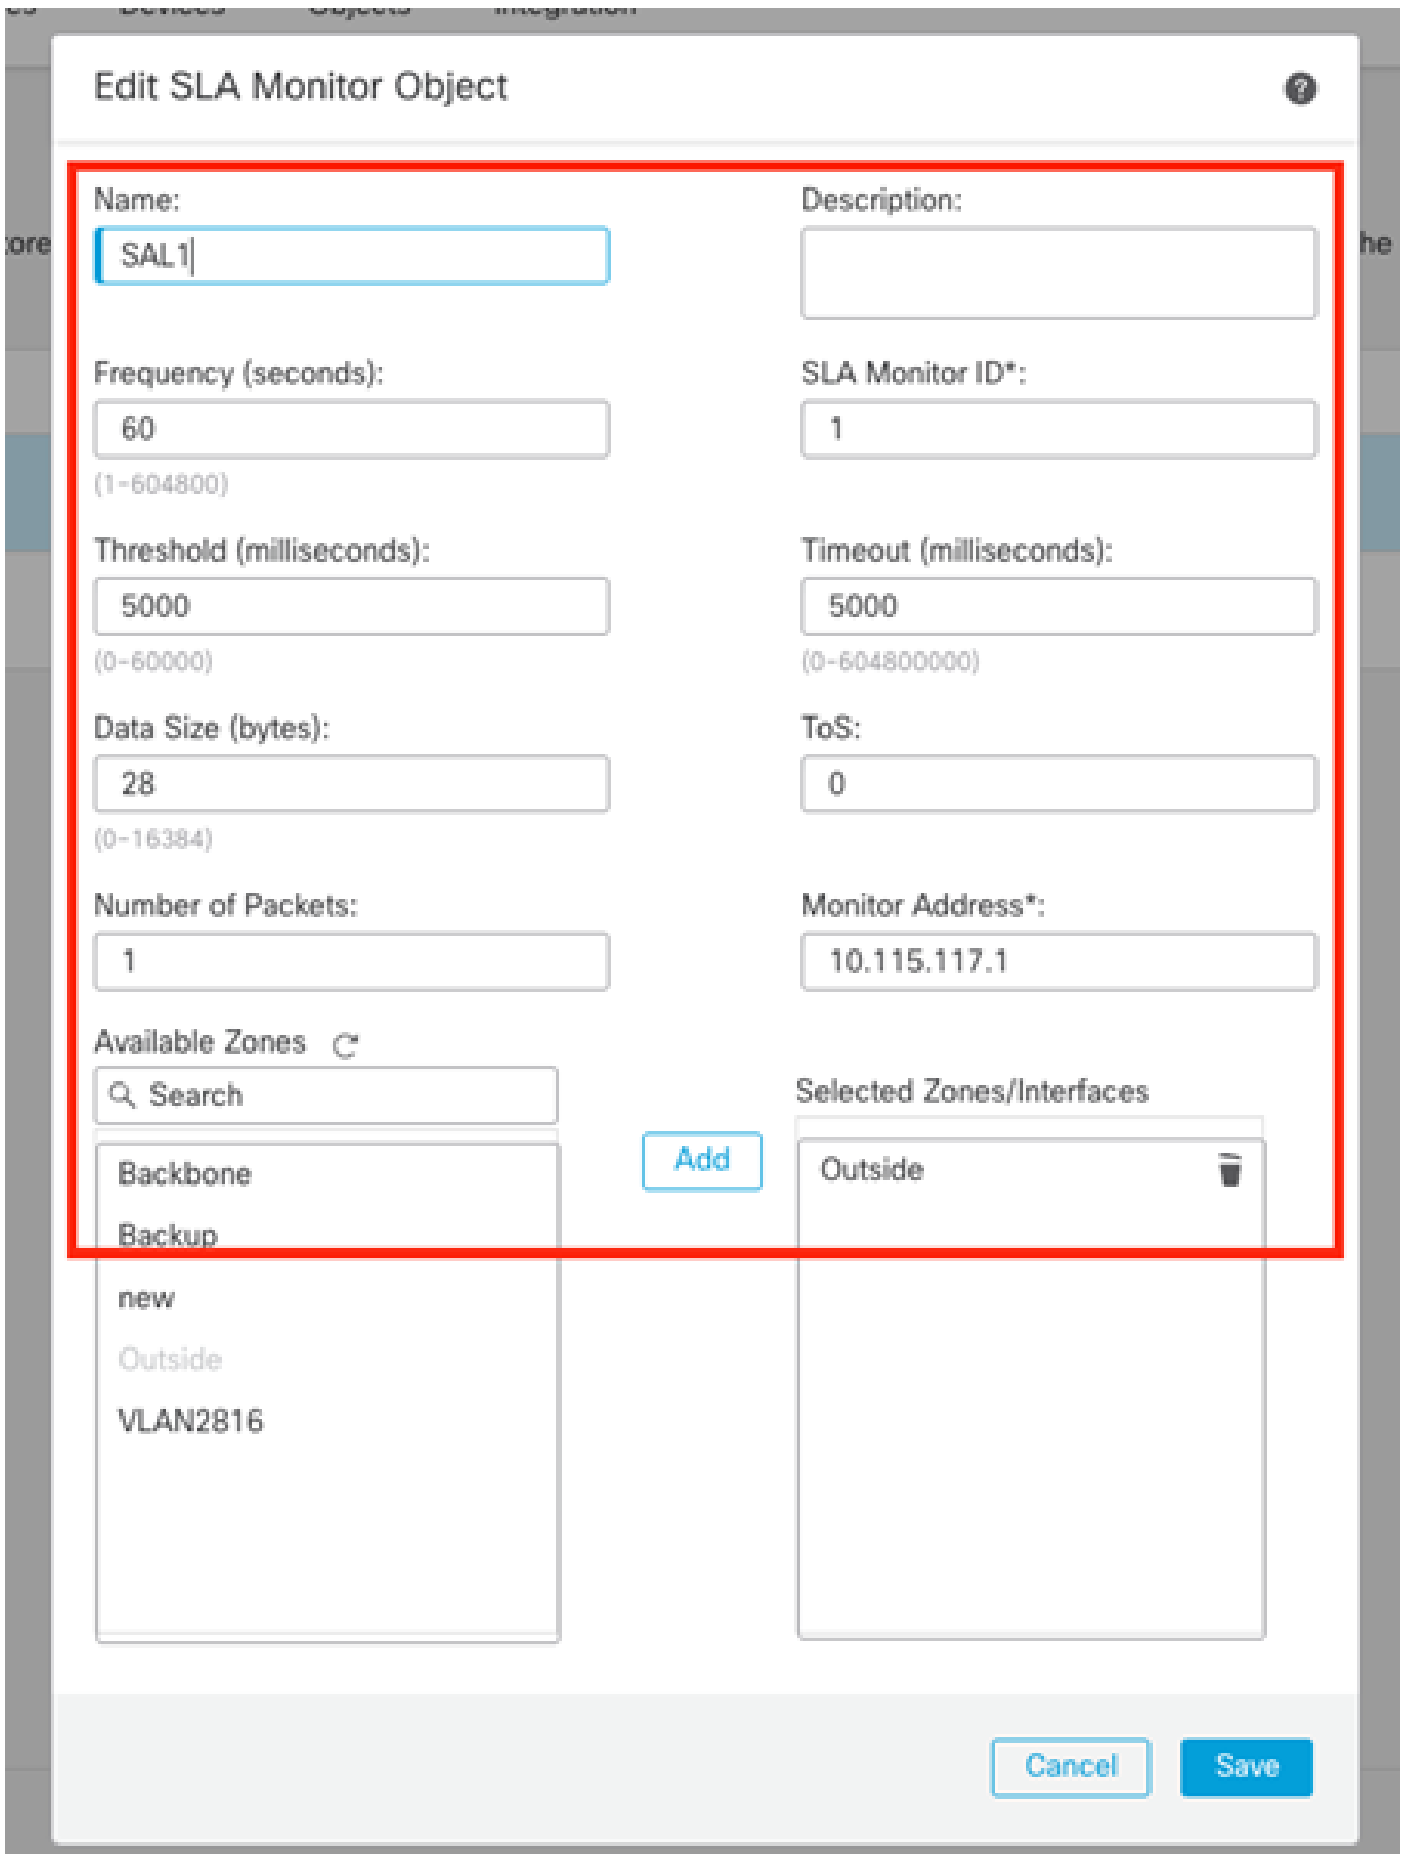 Devices Objects Integration
Edit SLA Monitor Object
Name:
Description:
SAL1
Frequency (seconds):
SLA Monitor ID*:
60
1
(1-604800)
Threshold (milliseconds):
Timeout (milliseconds):
5000
5000
(0-60000)
(0-604800000)
Data Size (bytes):
ToS:
28
0
(0-16384)
Number of Packets:
Monitor Address*:
1
10.115.117.1
Available Zones
Search
Selected Zones/Interfaces
Add
Backbone
Outside
Backup
new
Outside
VLAN2816
Cancel
Save